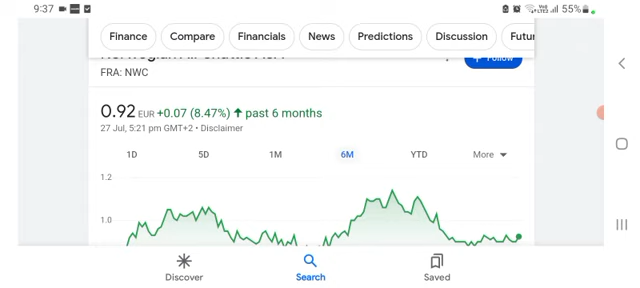 9:37
55%
Finance Compare Financials News Predictions Discussion Futur
FRA: NWC
Follow
0.92 EUR +0.07 (8.47%) past 6 months
27 Jul, 5:21 pm GMT+2 • Disclaimer
1D 5D 1M 6M YTD More
1.2
1.0
Discover Search Saved